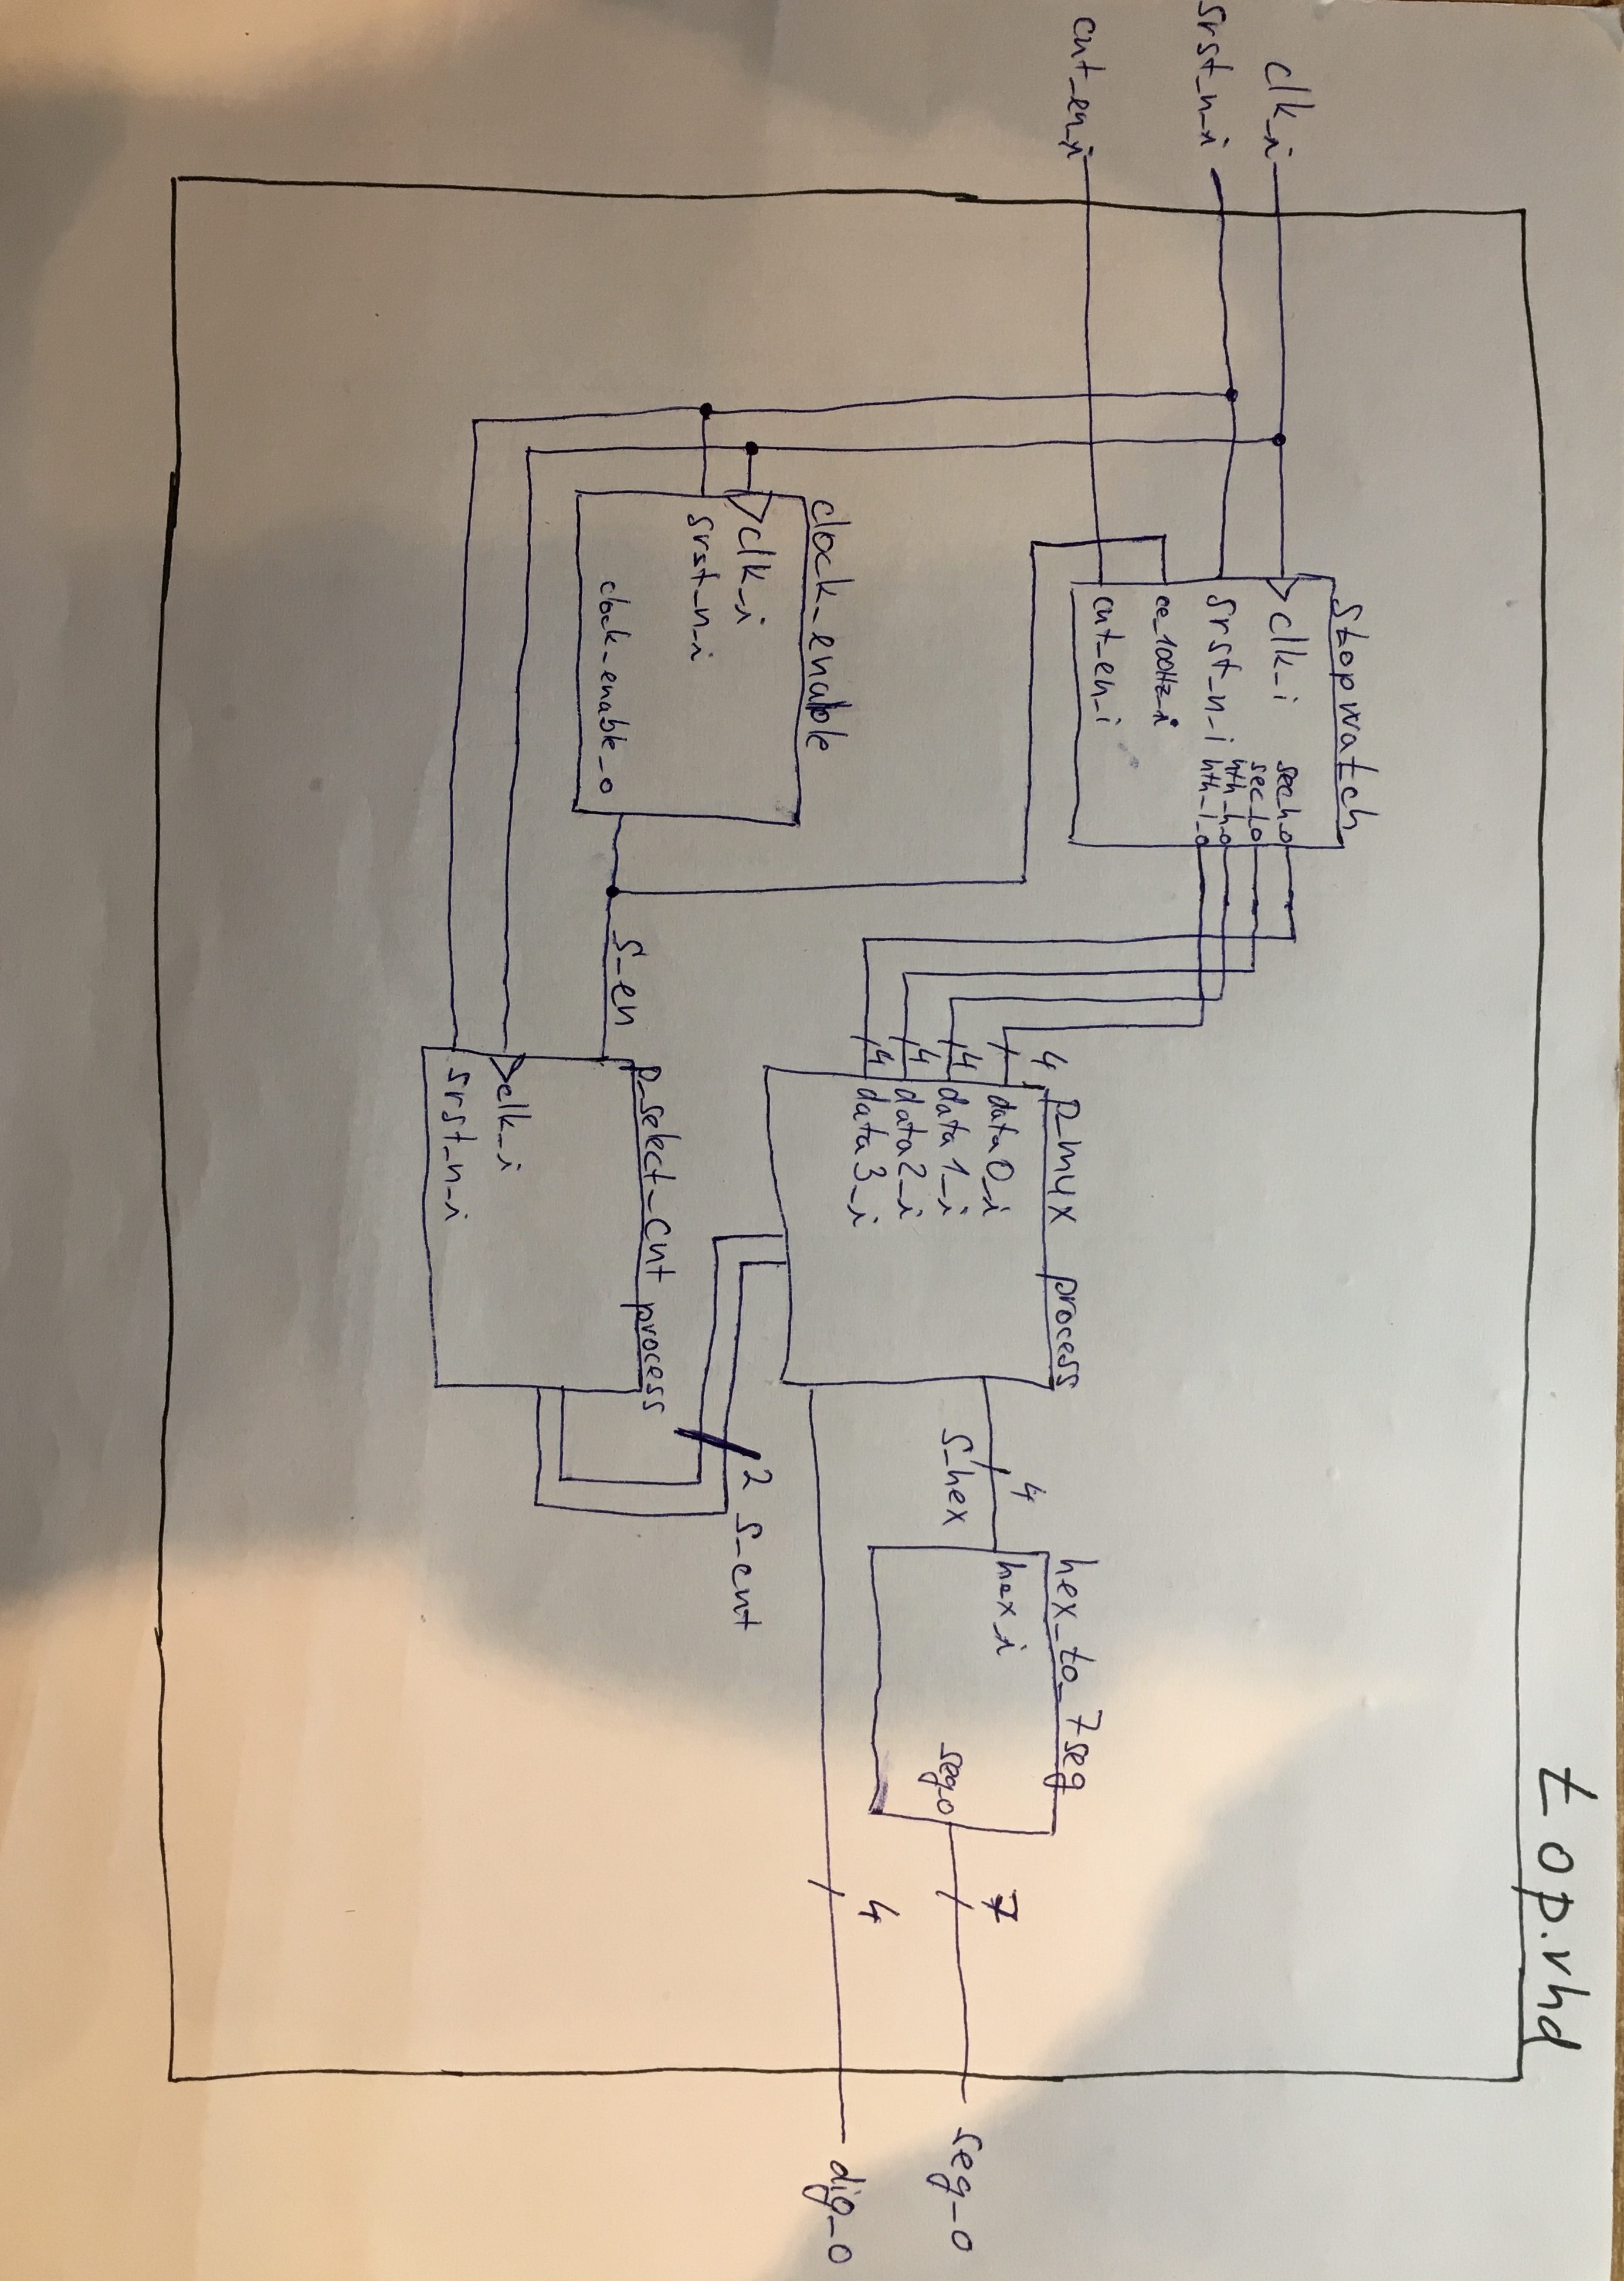 top.vhd
stopwatch
clk_i
clk_i
sech_o
sec_l_o
srst_n_i
srst_n_i
hth_h_o
hth_l_o
ce_100Hz_i
cnt_en_i
cnt_en_i
p_mux process
hex_to_7seg
4
data0_i
4
hex_i
7
4
data1_i
s_hex
seg_o
seg_o
4
data2_i
4
data3_i
4
dig_o
clock_enable
clk_i
2 s_cnt
srst_n_i
p_select_cnt process
clock_enable_o
s_en
clk_i
srst_n_i